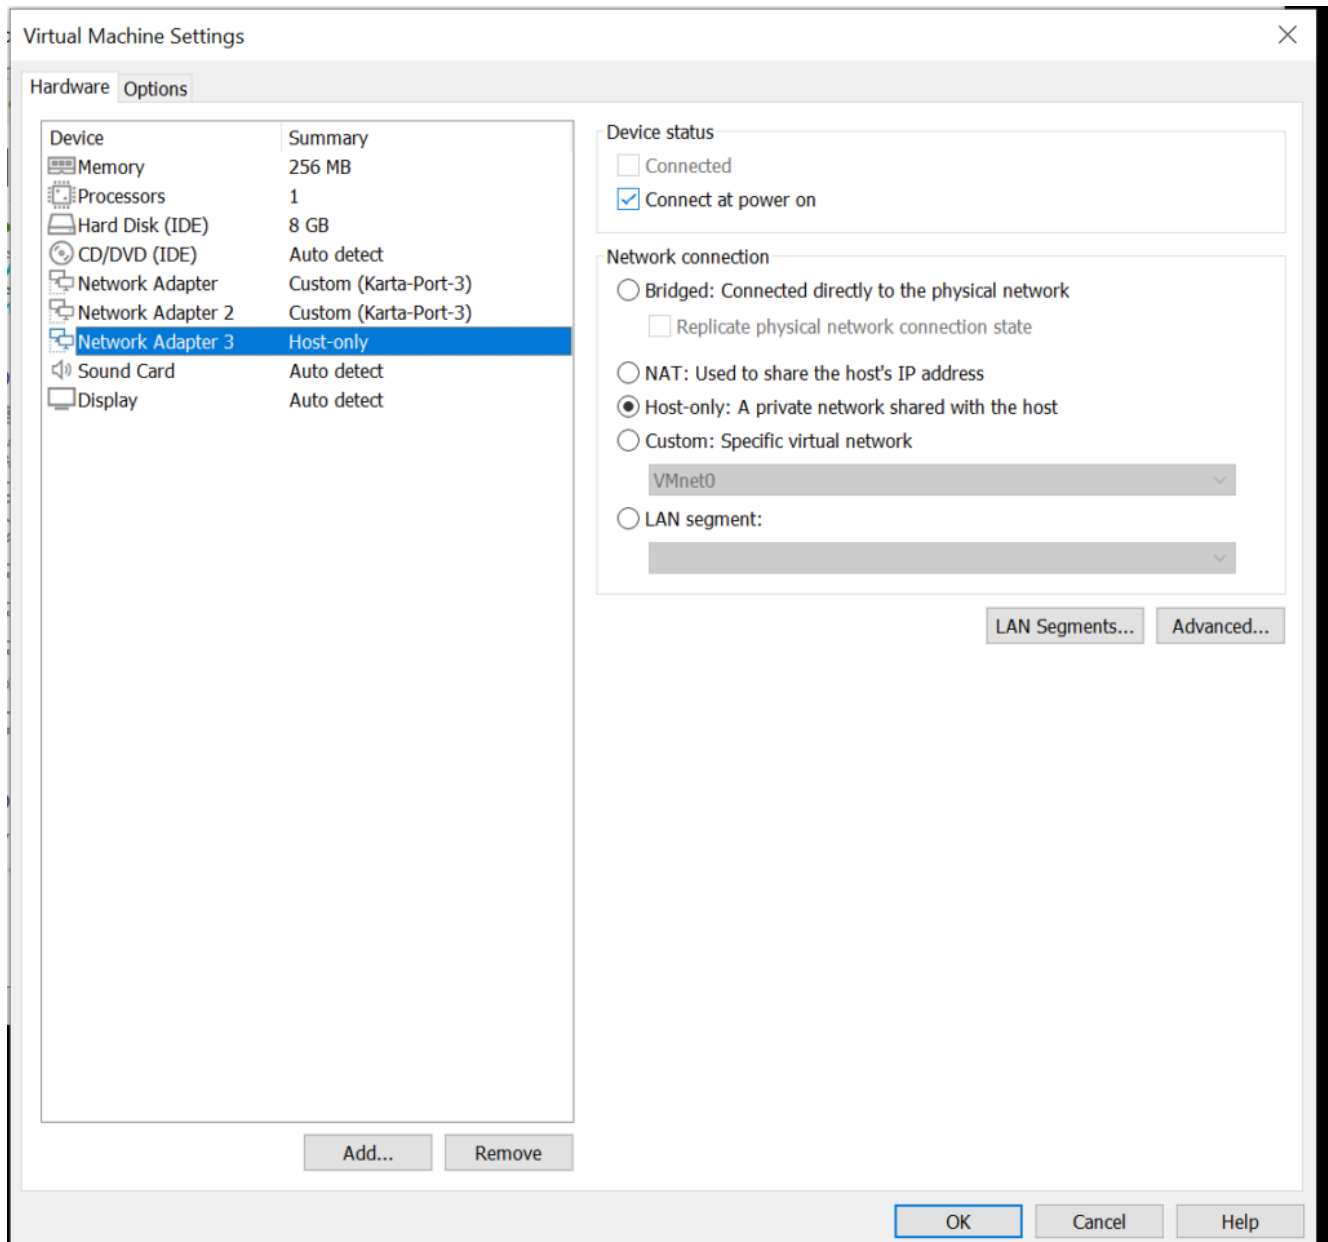 Virtual Machine Settings
Hardware Options
Device Summary
Memory 256 MB
Processors 1
Hard Disk (IDE) 8 GB
CD/DVD (IDE) Auto detect
Network Adapter Custom (Karta-Port-3)
Network Adapter 2 Custom (Karta-Port-3)
Network Adapter 3 Host-only
Sound Card Auto detect
Display Auto detect
Add... Remove
Device status
Connected
Connect at power on
Network connection
Bridged: Connected directly to the physical network
Replicate physical network connection state
NAT: Used to share the host's IP address
Host-only: A private network shared with the host
Custom: Specific virtual network
VMnet0
LAN segment:
LAN Segments... Advanced...
OK Cancel Help